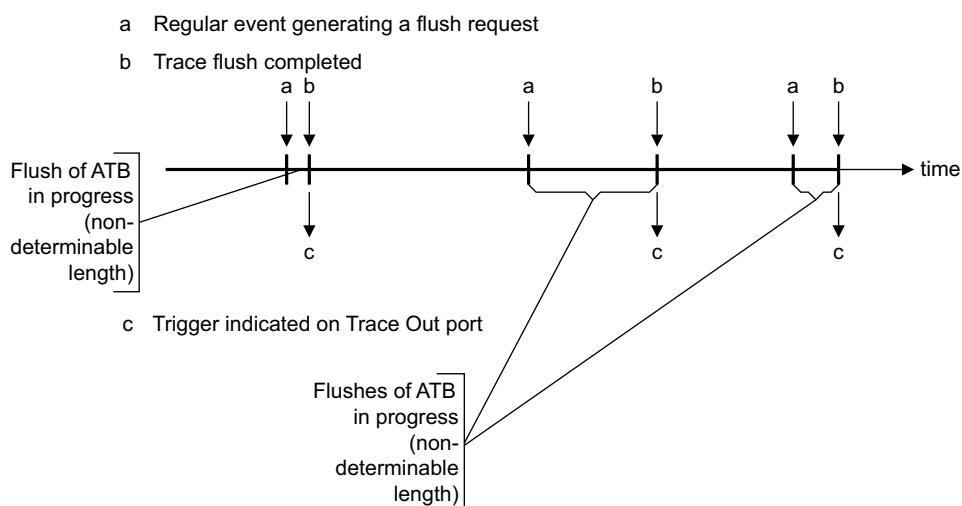 a Regular event generating a flush request
b Trace flush completed
a b a b a b
Flush of ATB
in progress
(non-
determinable
length)
time
c c c
c Trigger indicated on Trace Out port
Flushes of ATB
in progress
(non-
determinable
length)